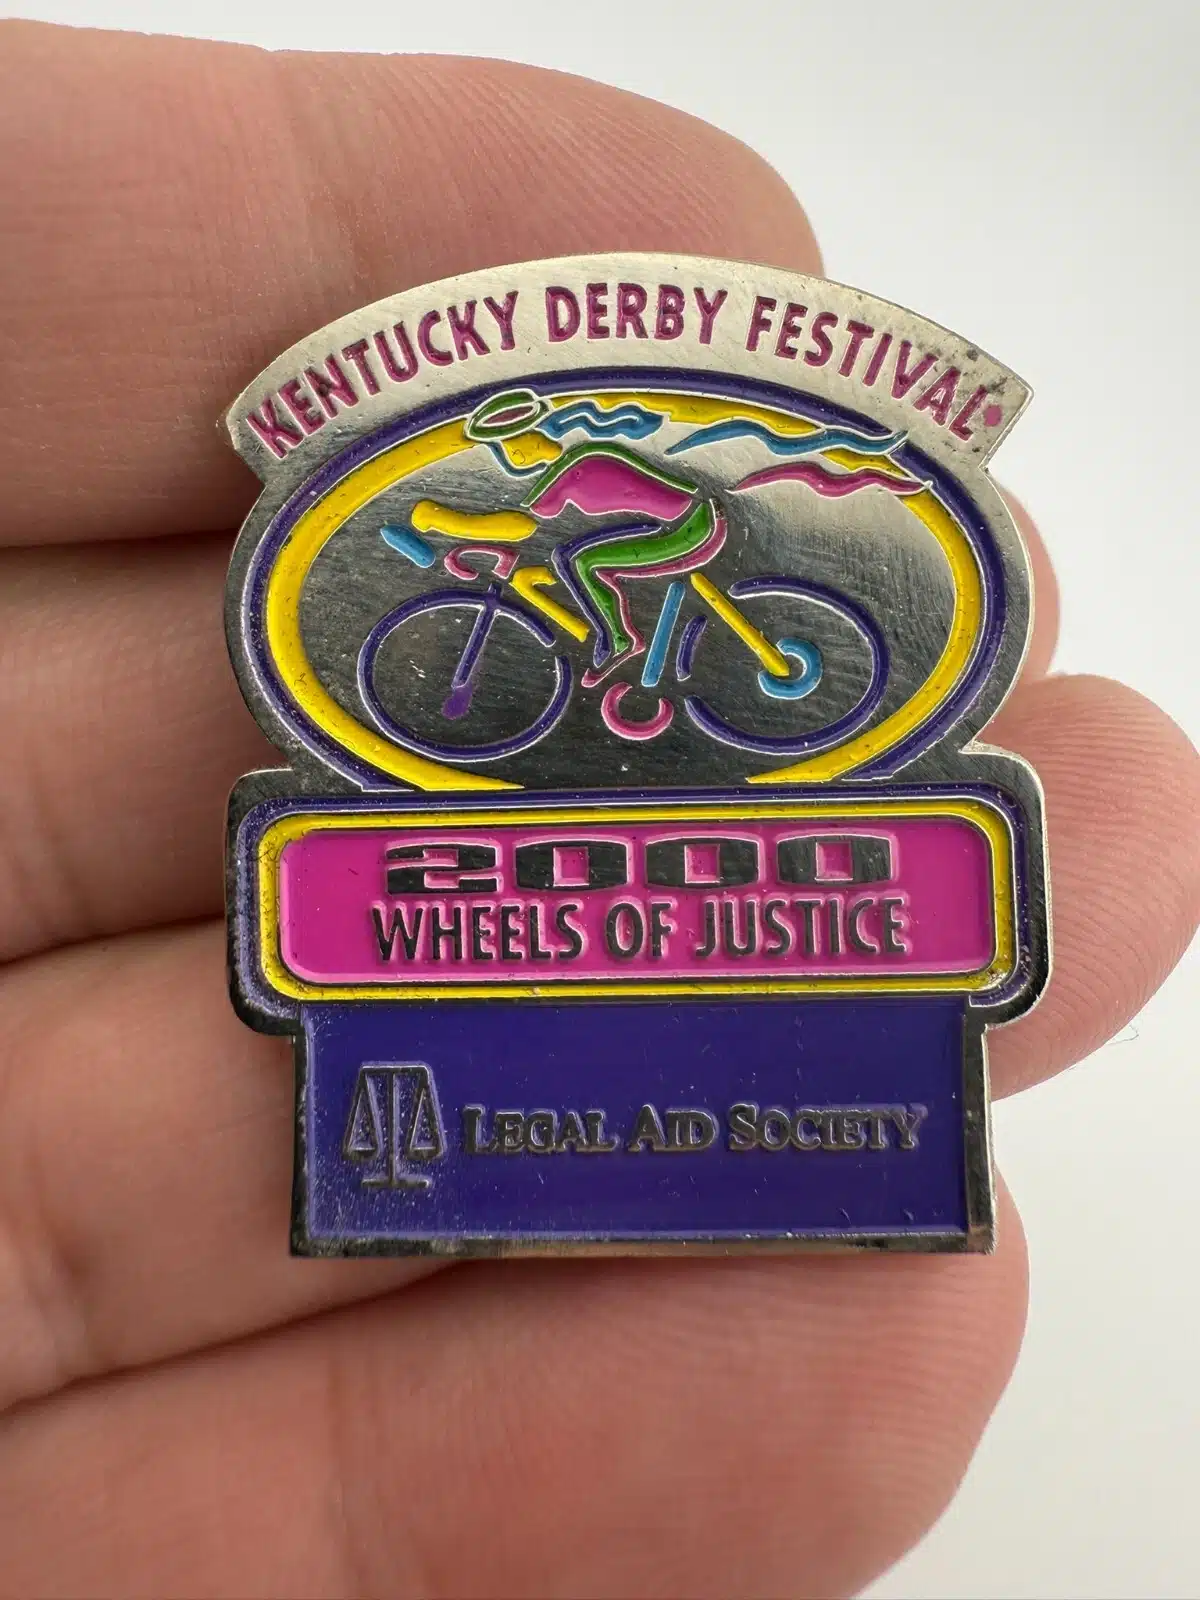 KENTUCKY DERBY FESTIVAL
2000
WHEELS OF JUSTICE
LEGAL AID SOCIETY